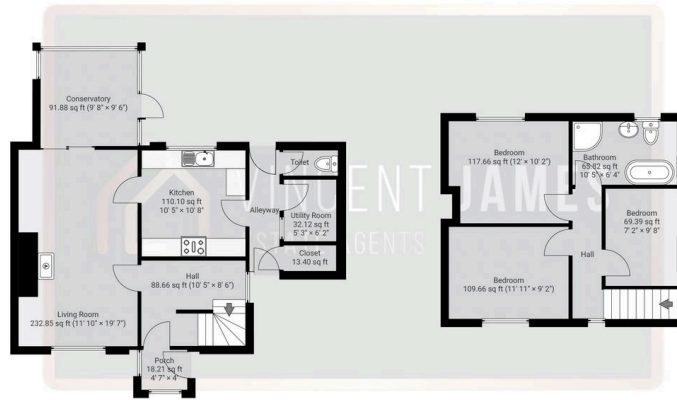 Conservatory
91.88 sq ft (9' 8" × 9' 6")
Kitchen
110.10 sq ft
10' 5" × 10' 8"
Toilet
Alleyway
Utility Room
32.12 sq ft
5' 3" × 6' 2"
Closet
13.40 sq ft
Hall
88.66 sq ft (10' 5" × 8' 6")
Living Room
232.85 sq ft (11' 10" × 19' 7")
Porch
18.21 sq ft
4' 7" × 4'
Bedroom
117.66 sq ft (12' × 10' 2")
Bathroom
65.82 sq ft
10' 5" × 6' 4"
Bedroom
69.39 sq ft
7' 2" × 9' 8"
Hall
Bedroom
109.66 sq ft (11' 11" × 9' 2")
VINCENT JAMES
ESTATE AGENTS